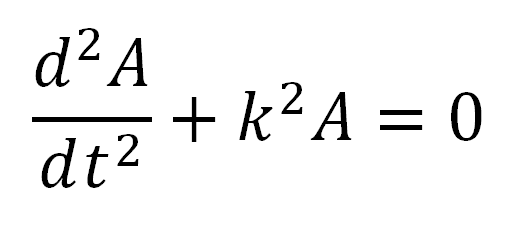 d²A/dt² + k²A = 0